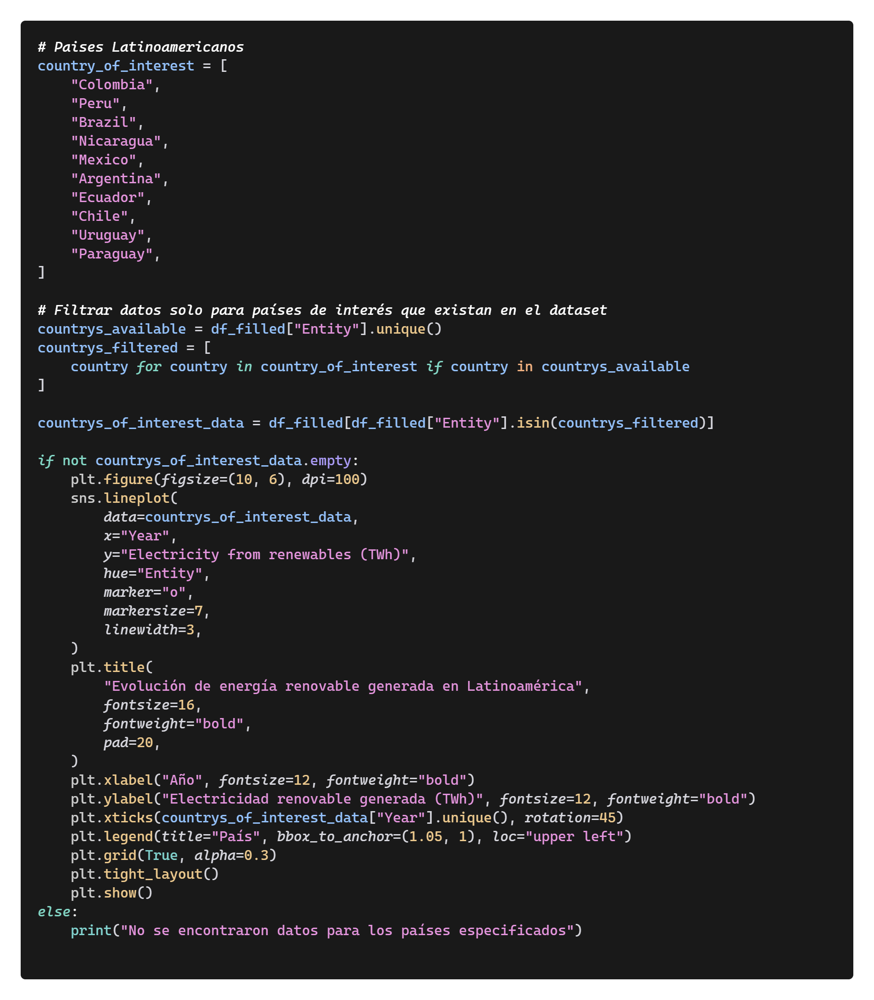 # Paises Latinoamericanos
country_of_interest = [
    "Colombia",
    "Peru",
    "Brazil",
    "Nicaragua",
    "Mexico",
    "Argentina",
    "Ecuador",
    "Chile",
    "Uruguay",
    "Paraguay",
]

# Filtrar datos solo para países de interés que existan en el dataset
countrys_available = df_filled["Entity"].unique()
countrys_filtered = [
    country for country in country_of_interest if country in countrys_available
]

countrys_of_interest_data = df_filled[df_filled["Entity"].isin(countrys_filtered)]

if not countrys_of_interest_data.empty:
    plt.figure(figsize=(10, 6), dpi=100)
    sns.lineplot(
        data=countrys_of_interest_data,
        x="Year",
        y="Electricity from renewables (TWh)",
        hue="Entity",
        marker="o",
        markersize=7,
        linewidth=3,
    )
    plt.title(
        "Evolución de energía renovable generada en Latinoamérica",
        fontsize=16,
        fontweight="bold",
        pad=20,
    )
    plt.xlabel("Año", fontsize=12, fontweight="bold")
    plt.ylabel("Electricidad renovable generada (TWh)", fontsize=12, fontweight="bold")
    plt.xticks(countrys_of_interest_data["Year"].unique(), rotation=45)
    plt.legend(title="País", bbox_to_anchor=(1.05, 1), loc="upper left")
    plt.grid(True, alpha=0.3)
    plt.tight_layout()
    plt.show()
else:
    print("No se encontraron datos para los países especificados")